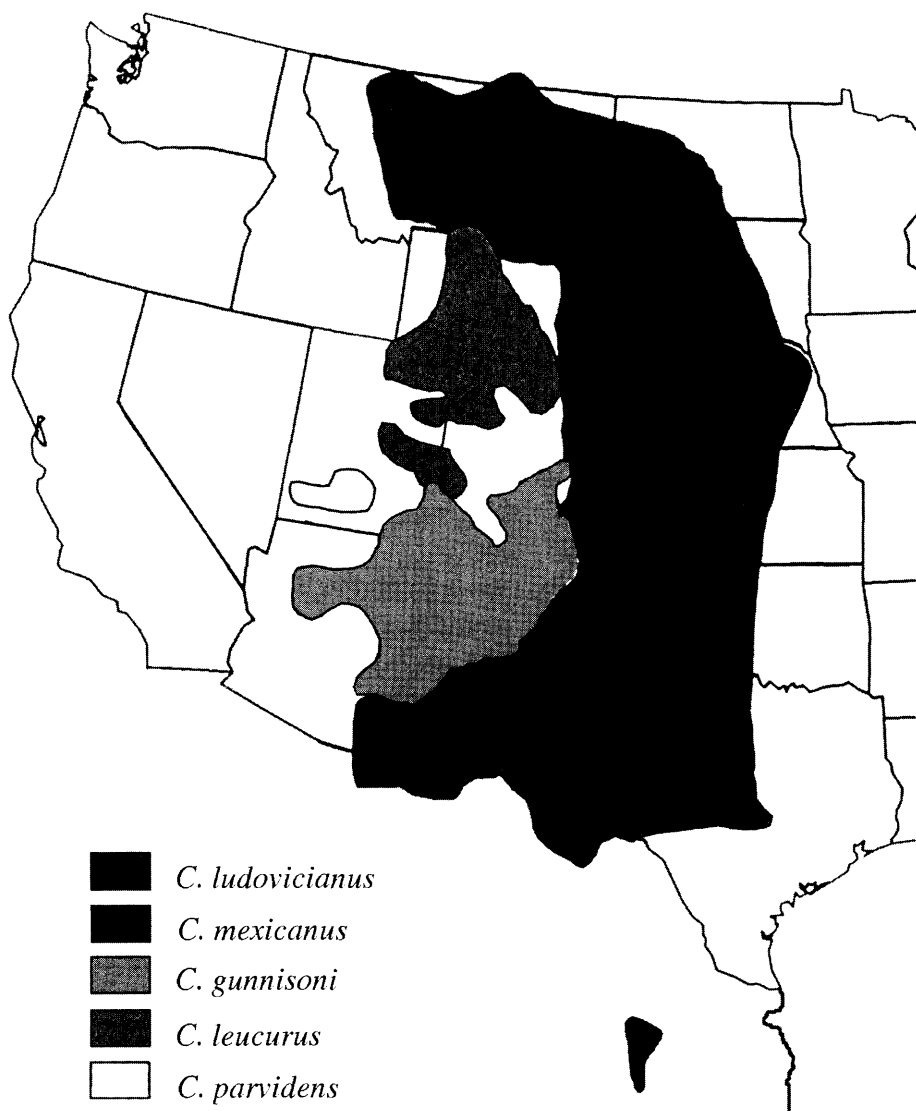 C. ludovicianus
C. mexicanus
C. gunnisoni
C. leucurus
C. parvidens